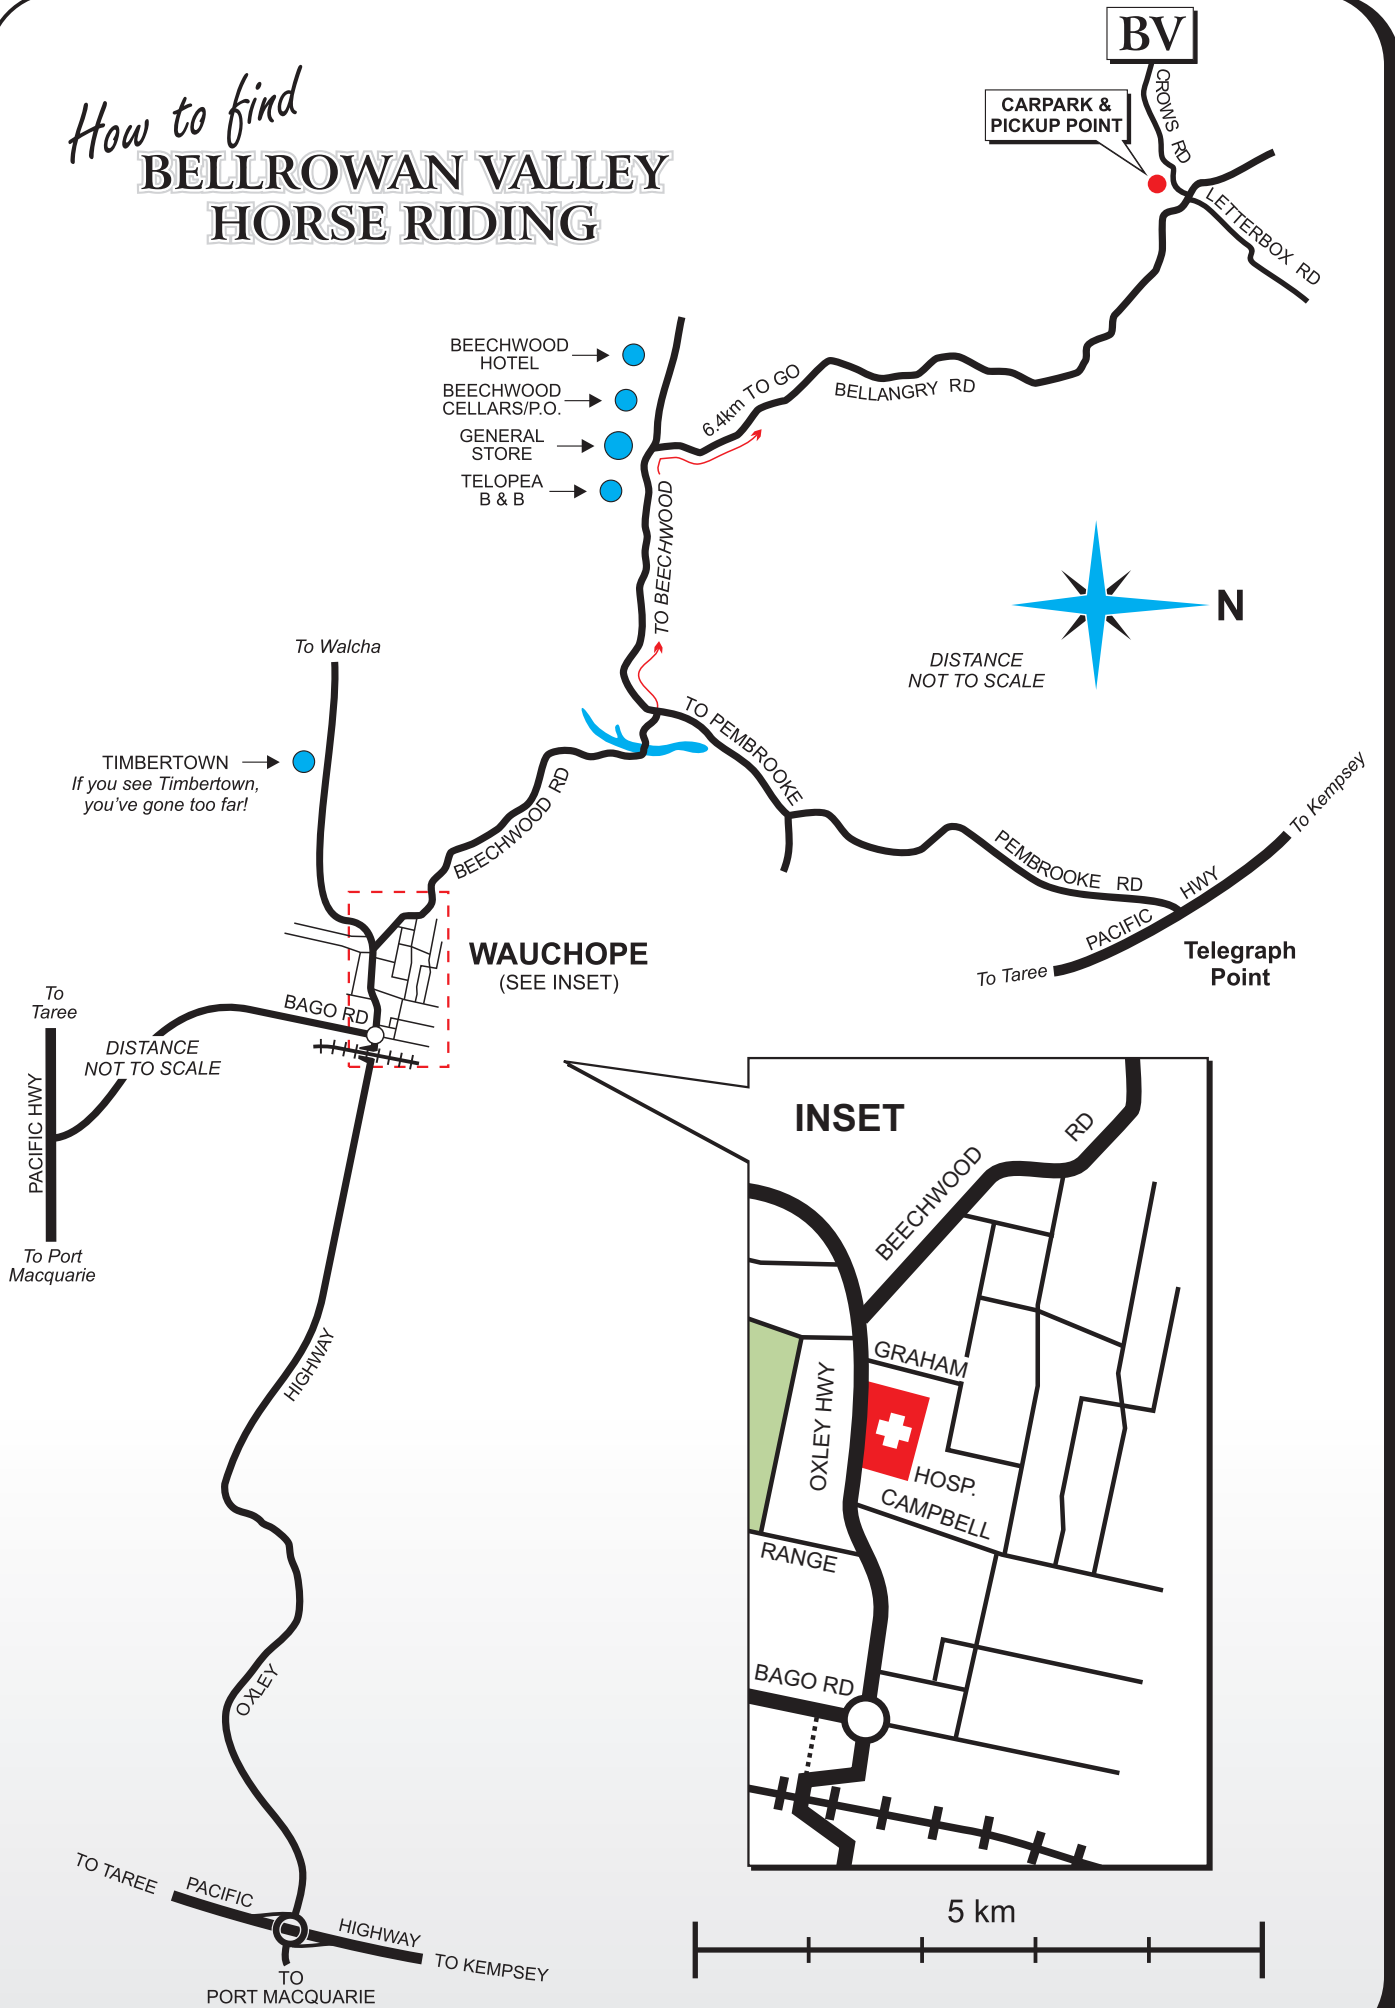 How to find
BELLROWAN VALLEY
HORSE RIDING
BV
CARPARK &
PICKUP POINT
CROWS RD
LETTERBOX RD
BEECHWOOD
HOTEL
BEECHWOOD
CELLARS/P.O.
GENERAL
STORE
TELOPEA
B & B
6.4km TO GO
BELLANGRY RD
TO BEECHWOOD
N
DISTANCE
NOT TO SCALE
To Walcha
TIMBERTOWN
If you see Timbertown,
you've gone too far!
TO PEMBROOKE
BEECHWOOD RD
PEMBROOKE RD
PACIFIC HWY
To Kempsey
To Taree
Telegraph
Point
WAUCHOPE
(SEE INSET)
To
Taree
BAGO RD
DISTANCE
NOT TO SCALE
PACIFIC HWY
To Port
Macquarie
HIGHWAY
OXLEY
TO TAREE
PACIFIC
HIGHWAY
TO KEMPSEY
TO
PORT MACQUARIE
INSET
BEECHWOOD RD
GRAHAM
OXLEY HWY
HOSP.
CAMPBELL
RANGE
BAGO RD
5 km